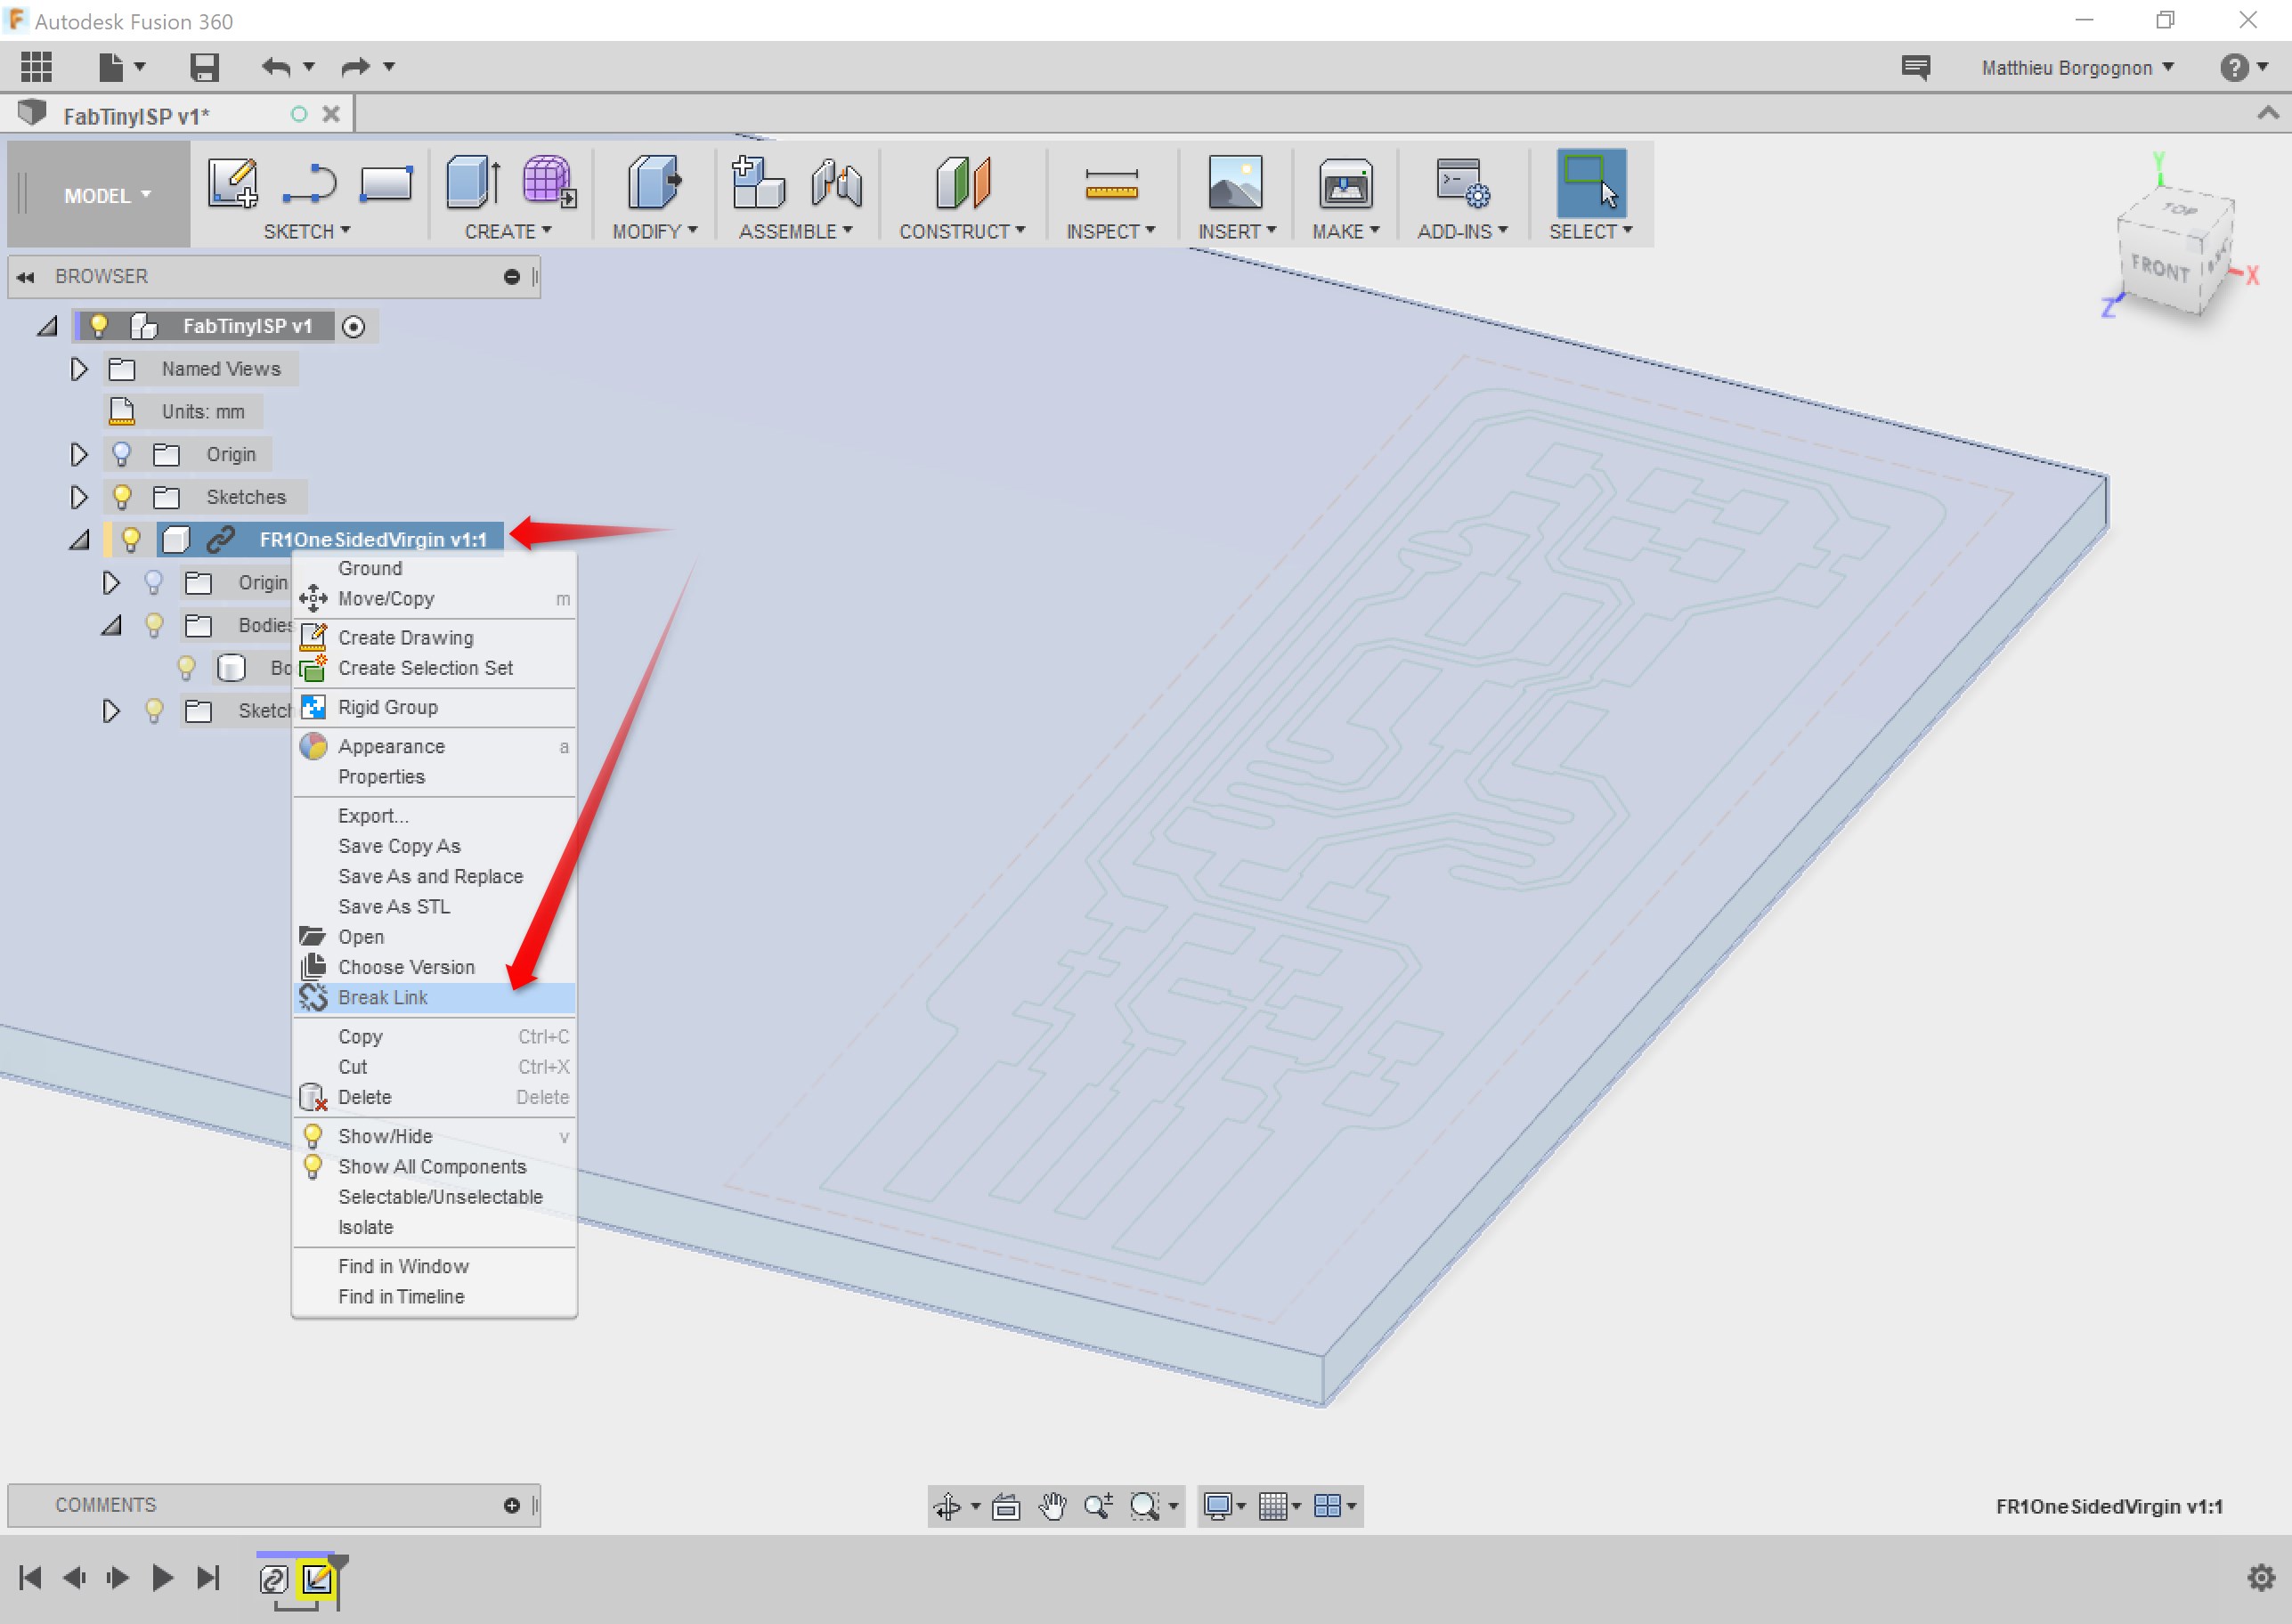 Autodesk Fusion 360
Matthieu Borgognon
?
FabTinyISP v1*
MODEL
SKETCH
CREATE
MODIFY
ASSEMBLE
CONSTRUCT
INSPECT
INSERT
MAKE
ADD-INS
SELECT
Y
TOP
FRONT
X
Z
BROWSER
FabTinyISP v1
Named Views
Units: mm
Origin
Sketches
FR1OneSidedVirgin v1:1
Origin
Bodies
Bo
Sketch
Ground
Move/Copy m
Create Drawing
Create Selection Set
Rigid Group
Appearance a
Properties
Export...
Save Copy As
Save As and Replace
Save As STL
Open
Choose Version
Break Link
Copy Ctrl+C
Cut Ctrl+X
Delete Delete
Show/Hide v
Show All Components
Selectable/Unselectable
Isolate
Find in Window
Find in Timeline
COMMENTS
FR1OneSidedVirgin v1:1